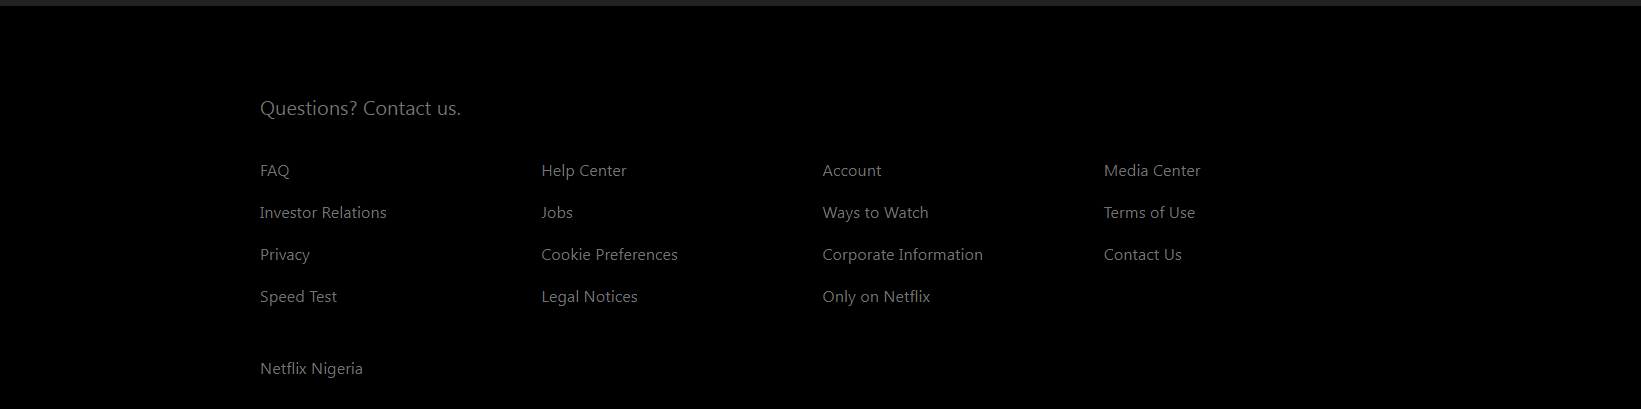 Questions? Contact us.
FAQ Help Center Account Media Center
Investor Relations Jobs Ways to Watch Terms of Use
Privacy Cookie Preferences Corporate Information Contact Us
Speed Test Legal Notices Only on Netflix
Netflix Nigeria